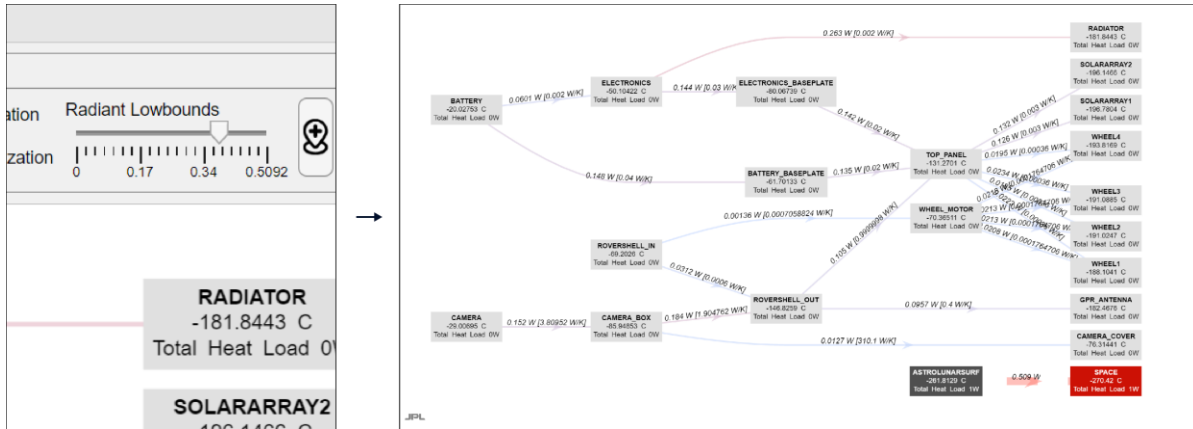 ation
Radiant Lowbounds
zation
0 0.17 0.34 0.5092
RADIATOR
-181.8443 C
Total Heat Load 0
SOLARARRAY2
BATTERY
-20.02753 C
Total Heat Load 0W
0.0601 W [0.002 W/K]
0.148 W [0.04 W/K]
ELECTRONICS
-50.10422 C
Total Heat Load 0W
0.263 W [0.002 W/K]
0.144 W [0.03 W/K]
ELECTRONICS_BASEPLATE
-60.06739 C
Total Heat Load 0W
0.142 W [0.02 W/K]
BATTERY_BASEPLATE
-61.70133 C
Total Heat Load 0W
0.135 W [0.02 W/K]
ROVERSHELL_IN
-69.2026 C
Total Heat Load 0W
0.00136 W [0.0007058824 W/K]
0.0312 W [0.0006 W/K]
CAMERA
-29.00695 C
Total Heat Load 0W
0.152 W [3.80952 W/K]
CAMERA_BOX
-85.94853 C
Total Heat Load 0W
0.184 W [1.904762 W/K]
0.0127 W [310.1 W/K]
ROVERSHELL_OUT
-146.8259 C
Total Heat Load 0W
0.0957 W [0.4 W/K]
TOP_PANEL
-131.2701 C
Total Heat Load 0W
0.132 W [0.003 W/K]
0.126 W [0.003 W/K]
0.0195 W [0.00036 W/K]
WHEEL_MOTOR
-70.36511 C
Total Heat Load 0W
RADIATOR
-181.8443 C
Total Heat Load 0W
SOLARARRAY2
-196.1466 C
Total Heat Load 0W
SOLARARRAY1
-196.7804 C
Total Heat Load 0W
WHEEL4
-193.8169 C
Total Heat Load 0W
WHEEL3
-191.0885 C
Total Heat Load 0W
WHEEL2
-191.0247 C
Total Heat Load 0W
WHEEL1
-188.1041 C
Total Heat Load 0W
GPR_ANTENNA
-182.4676 C
Total Heat Load 0W
CAMERA_COVER
-76.31441 C
Total Heat Load 0W
ASTROLUNARSURF
-261.8129 C
Total Heat Load 1W
0.509 W
SPACE
-270.42 C
Total Heat Load 1W
JPL